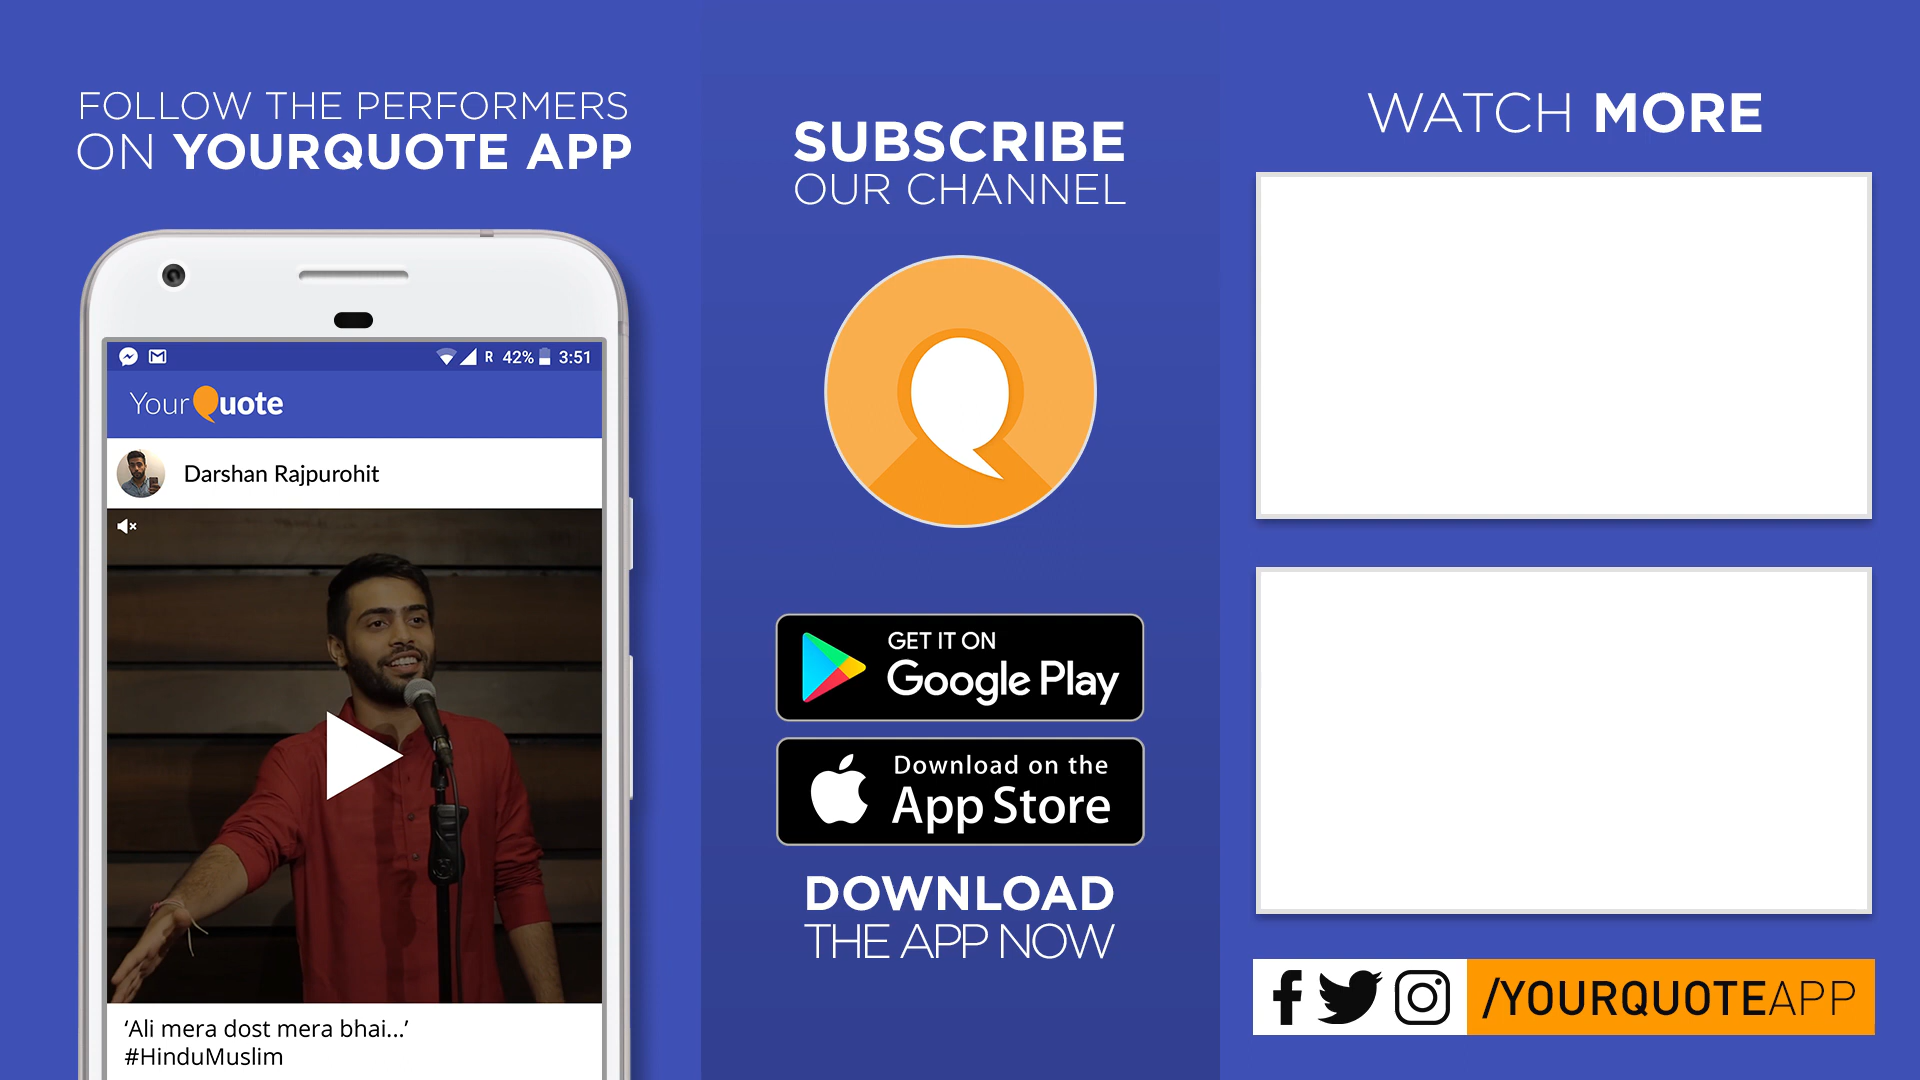 FOLLOW THE PERFORMERS
ON YOURQUOTE APP
R 42% 3:51
YourQuote
Darshan Rajpurohit
‘Ali mera dost mera bhai...’
#HinduMuslim
SUBSCRIBE
OUR CHANNEL
GET IT ON
Google Play
Download on the
App Store
DOWNLOAD
THE APP NOW
WATCH MORE
/YOURQUOTEAPP